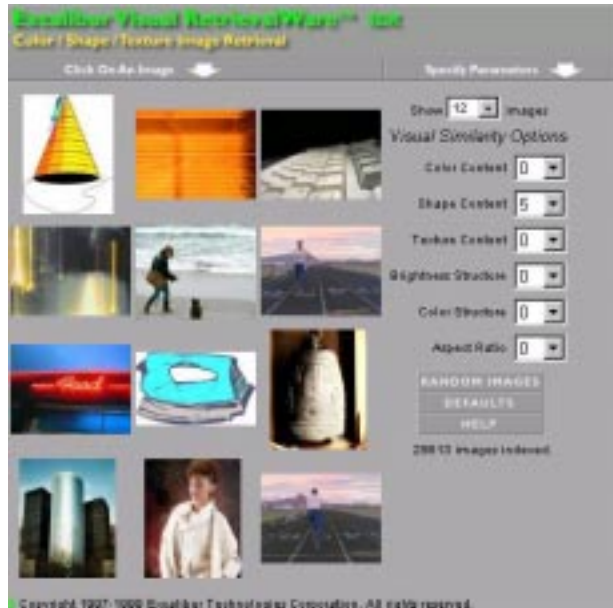 Excalibur Visual RetrievalWare™ SDK
Color / Shape / Texture Image Retrieval
Click On An Image
Specify Parameters
Show 12 images
Visual Similarity Options
Color Content 0
Shape Content 5
Texture Content 0
Brightness Structure 0
Color Structure 0
Aspect Ratio 0
Food
RANDOM IMAGES
DEFAULTS
HELP
images indexed.
Copyright 1997-1998 Excalibur Technologies Corporation. All rights reserved.